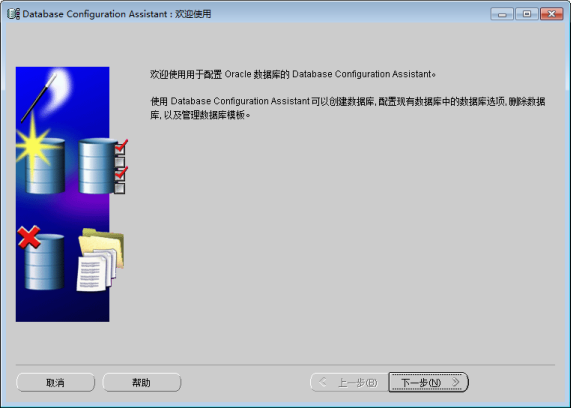 Database Configuration Assistant : 欢迎使用
欢迎使用用于配置 Oracle 数据库的 Database Configuration Assistant。
使用 Database Configuration Assistant 可以创建数据库, 配置现有数据库中的数据库选项, 删除数据
库, 以及管理数据库模板。
取消
帮助
上一步(B)
下一步(N)